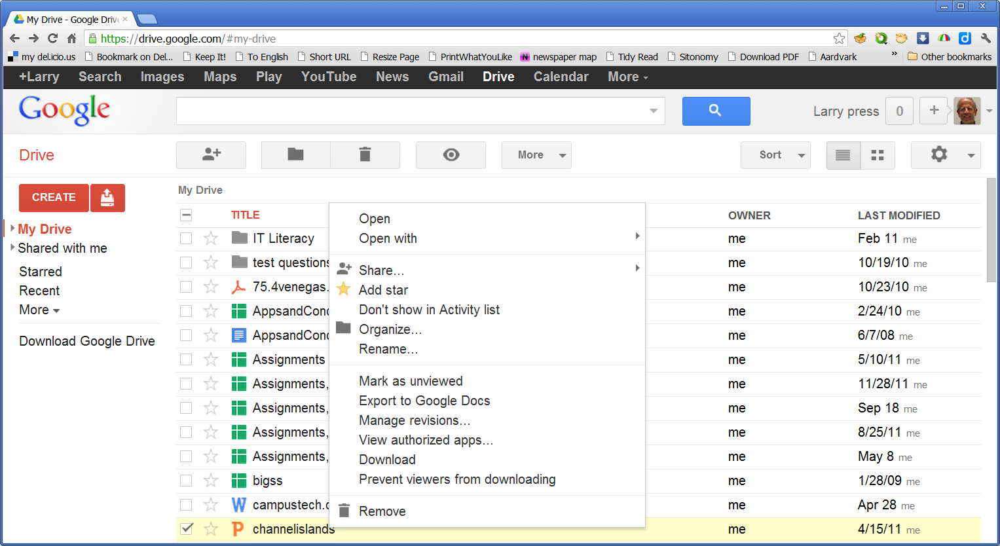 My Drive - Google Drive
https://drive.google.com/#my-drive
my del.icio.us Bookmark on Del... Keep It! To English Short URL Resize Page PrintWhatYouLike N newspaper map Tidy Read Sitonomy Download PDF Aardvark » Other bookmarks
+Larry Search Images Maps Play YouTube News Gmail Drive Calendar More
Google Larry press 0 +
Drive More Sort
CREATE
My Drive
Shared with me
Starred
Recent
More
Download Google Drive
My Drive
TITLE OWNER LAST MODIFIED
IT Literacy me Feb 11 me
test questions me 10/19/10 me
75.4venegas. me 10/23/10 me
AppsandCond me 2/24/10 me
AppsandCond me 6/7/08 me
Assignments me 5/10/11 me
Assignments, me 11/28/11 me
Assignments, me Sep 18 me
Assignments, me 8/25/11 me
Assignments, me May 8 me
bigss me 1/28/09 me
W campustech.d me Apr 28 me
P channelislands me 4/15/11 me
Open
Open with
Share...
Add star
Don't show in Activity list
Organize...
Rename...
Mark as unviewed
Export to Google Docs
Manage revisions...
View authorized apps...
Download
Prevent viewers from downloading
Remove